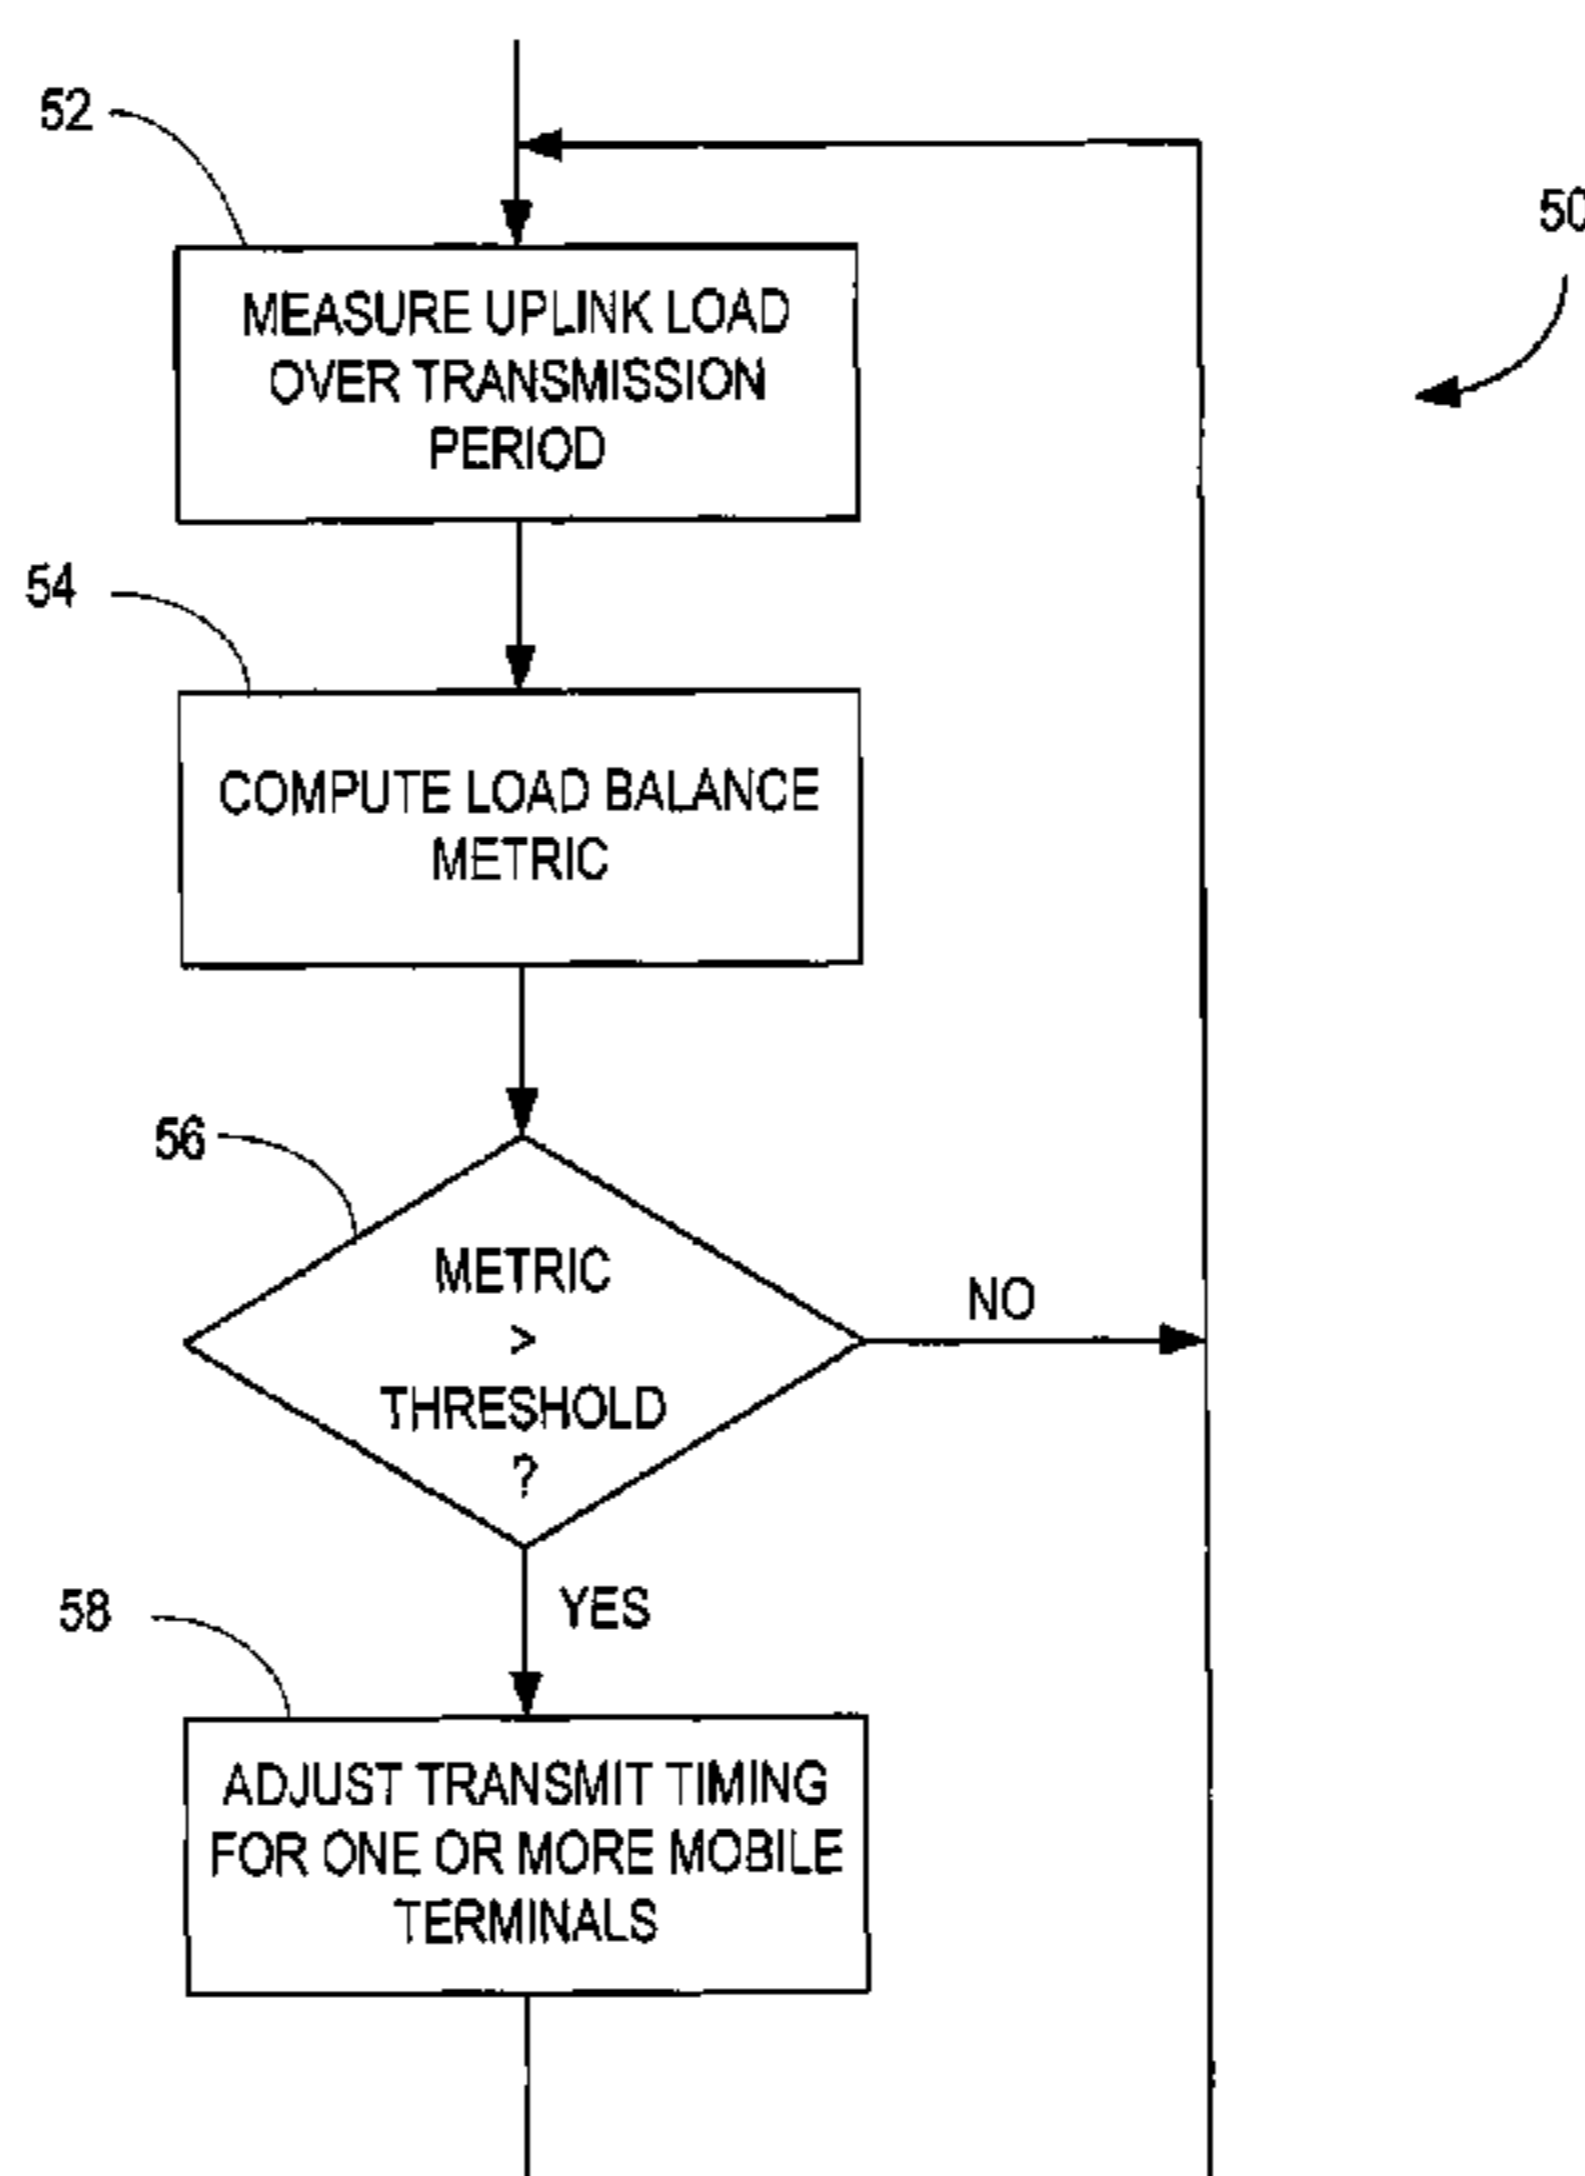 52
50
MEASURE UPLINK LOAD
OVER TRANSMISSION
PERIOD
54
COMPUTE LOAD BALANCE
METRIC
56
METRIC
>
THRESHOLD
?
NO
YES
58
ADJUST TRANSMIT TIMING
FOR ONE OR MORE MOBILE
TERMINALS